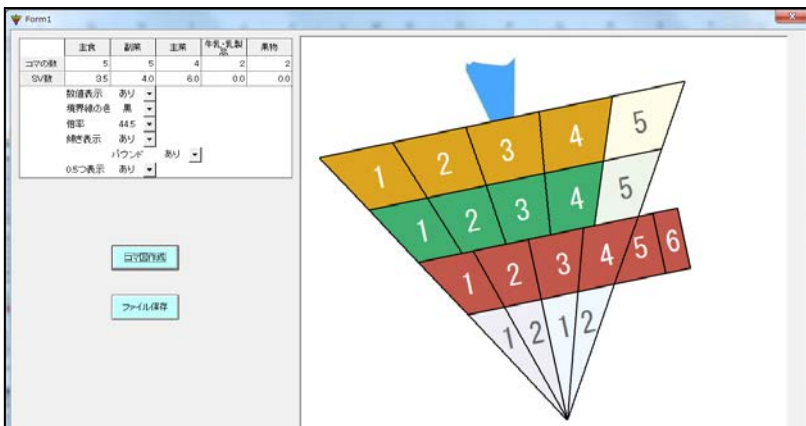 Form1
主食 副菜 主菜 牛乳・乳製品 果物
コマの数 5 5 4 2 2
SV数 3.5 4.0 6.0 0.0 0.0
数値表示 あり
境界線の色 黒
倍率 44.5
傾き表示 あり
バウンド あり
0.5つ表示 あり
コマ図作成
ファイル保存
1 2 3 4 5
1 2 3 4 5
1 2 3 4 5 6
1 2 1 2